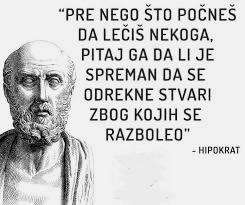 “PRE NEGO ŠTO POČNEŠ
DA LEČIŠ NEKOGA,
PITAJ GA DA LI JE
SPREMAN DA SE
ODREKNE STVARI
ZBOG KOJIH SE
RAZBOLEO”
- HIPOKRAT